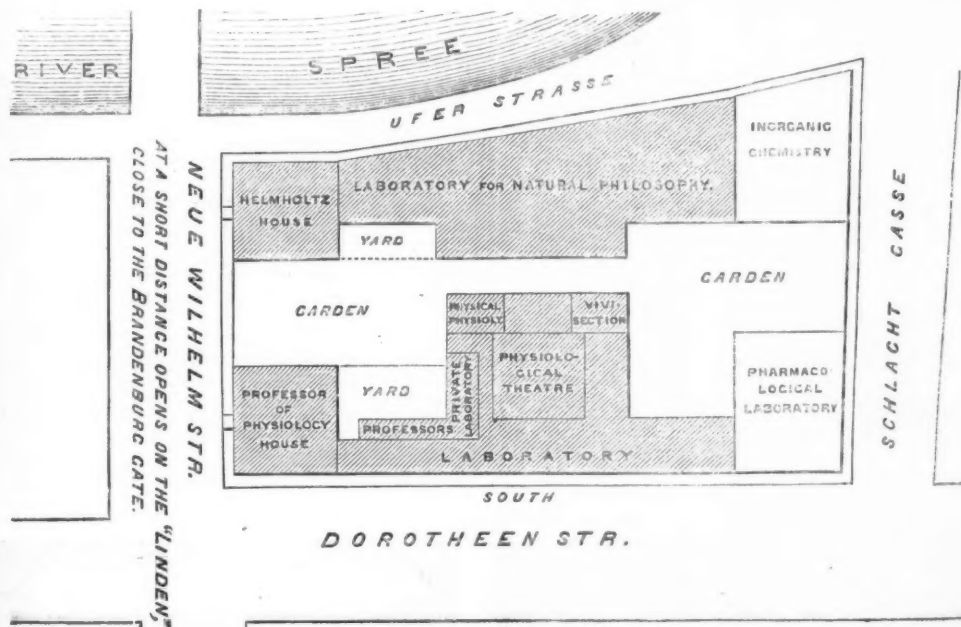 RIVER
SPREE
UFER STRASSE
INORGANIC
CHEMISTRY
HELMHOLTZ
HOUSE
LABORATORY FOR NATURAL PHILOSOPHY.
YARD
GARDEN
GARDEN
PHYSICAL
PHYSIOLY.
VIVI-
SECTION
PHYSIOLO-
GICAL
THEATRE
PRIVATE
LABORATORY
YARD
PROFESSORS
PROFESSOR
OF
PHYSIOLOGY
HOUSE
PHARMACO-
LOGICAL
LABORATORY
LABORATORY
SOUTH
DOROTHEEN STR.
NEUE WILHELM STR.
AT A SHORT DISTANCE OPENS ON THE "LINDEN,"
CLOSE TO THE BRANDENBURG GATE.
SCHLACHT GASSE